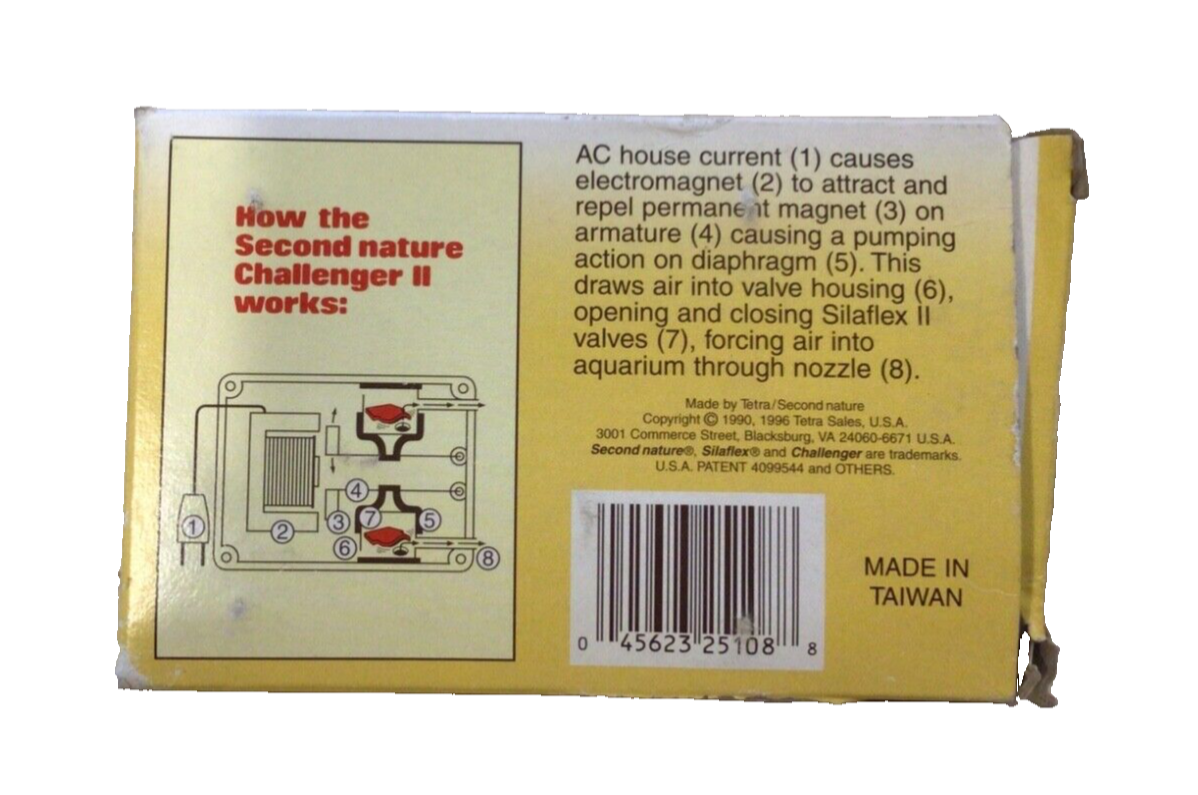 How the
Second nature
Challenger II
works:
1
2
3
4
5
6
7
8
AC house current (1) causes
electromagnet (2) to attract and
repel permanent magnet (3) on
armature (4) causing a pumping
action on diaphragm (5). This
draws air into valve housing (6),
opening and closing Silaflex II
valves (7), forcing air into
aquarium through nozzle (8).
Made by Tetra/Second nature
Copyright © 1990, 1996 Tetra Sales, U.S.A.
3001 Commerce Street, Blacksburg, VA 24060-6671 U.S.A.
Second nature®, Silaflex® and Challenger are trademarks.
U.S.A. PATENT 4099544 and OTHERS.
0 45623 25108 8
MADE IN
TAIWAN